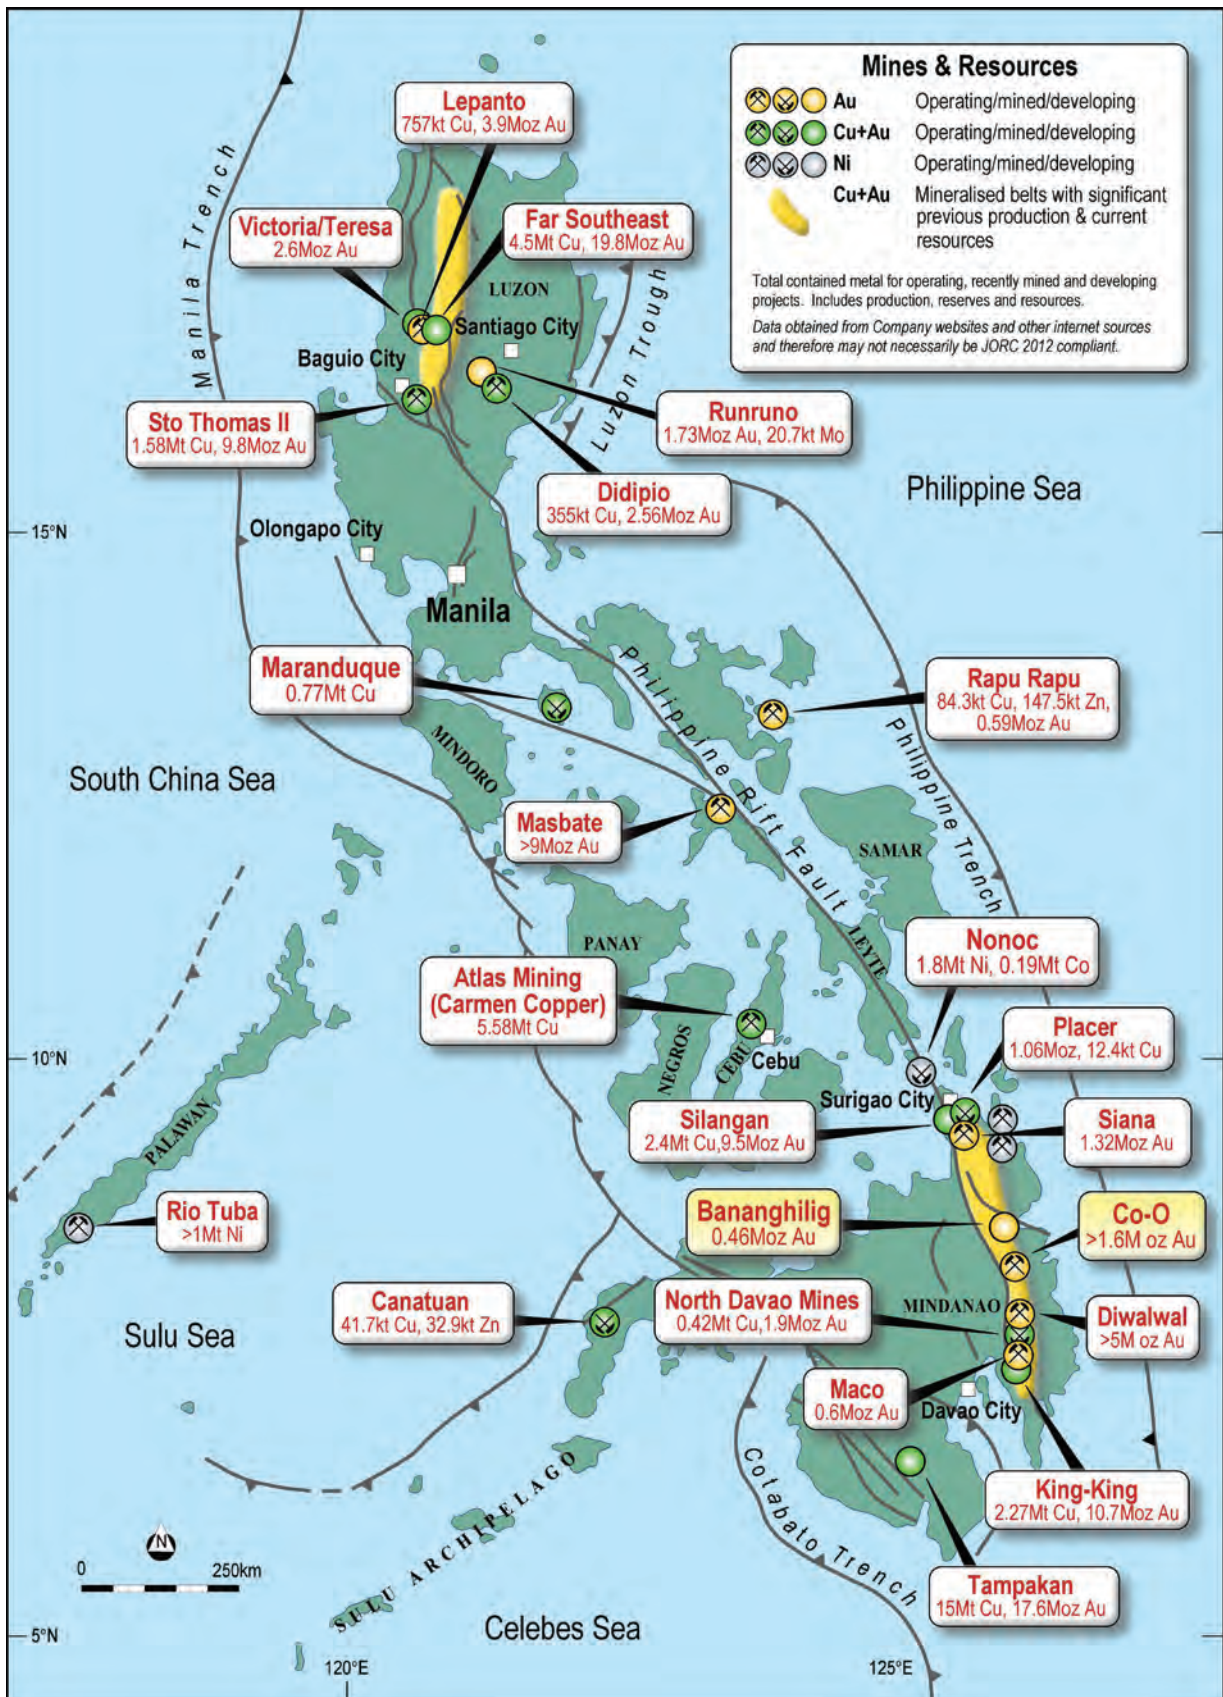 Mines & Resources
Au Operating/mined/developing
Cu+Au Operating/mined/developing
Ni Operating/mined/developing
Cu+Au Mineralised belts with significant
previous production & current
resources
Total contained metal for operating, recently mined and developing
projects. Includes production, reserves and resources.
Data obtained from Company websites and other internet sources
and therefore may not necessarily be JORC 2012 compliant.
Lepanto
757kt Cu, 3.9Moz Au
Manila Trench
Victoria/Teresa
2.6Moz Au
Far Southeast
4.5Mt Cu, 19.8Moz Au
LUZON
Santiago City
Luzon Trough
Baguio City
Sto Thomas II
1.58Mt Cu, 9.8Moz Au
Runruno
1.73Moz Au, 20.7kt Mo
Didipio
355kt Cu, 2.56Moz Au
Philippine Sea
15°N
Olongapo City
Manila
Maranduque
0.77Mt Cu
Philippine Rift Fault
Rapu Rapu
84.3kt Cu, 147.5kt Zn,
0.59Moz Au
Philippine Trench
MINDORO
South China Sea
Masbate
>9Moz Au
SAMAR
PANAY
LEYTE
Nonoc
1.8Mt Ni, 0.19Mt Co
Atlas Mining
(Carmen Copper)
5.58Mt Cu
NEGROS
CEBU
Cebu
10°N
Placer
1.06Moz, 12.4kt Cu
Surigao City
Silangan
2.4Mt Cu,9.5Moz Au
Siana
1.32Moz Au
PALAWAN
Rio Tuba
>1Mt Ni
Bananghilig
0.46Moz Au
Co-O
>1.6M oz Au
Canatuan
41.7kt Cu, 32.9kt Zn
North Davao Mines
0.42Mt Cu,1.9Moz Au
MINDANAO
Diwalwal
>5M oz Au
Sulu Sea
Maco
0.6Moz Au
Davao City
Cotabato Trench
King-King
2.27Mt Cu, 10.7Moz Au
SULU ARCHIPELAGO
N
0 250km
Tampakan
15Mt Cu, 17.6Moz Au
Celebes Sea
5°N
120°E
125°E